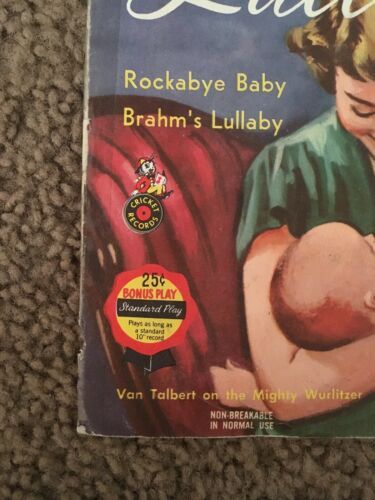 Rockabye Baby
Brahm's Lullaby
CRICKET
RECORDS
25¢
BONUS PLAY
Standard Play
Plays as long as
a standard
10" record
Van Talbert on the Mighty Wurlitzer
NON-BREAKABLE
IN NORMAL USE